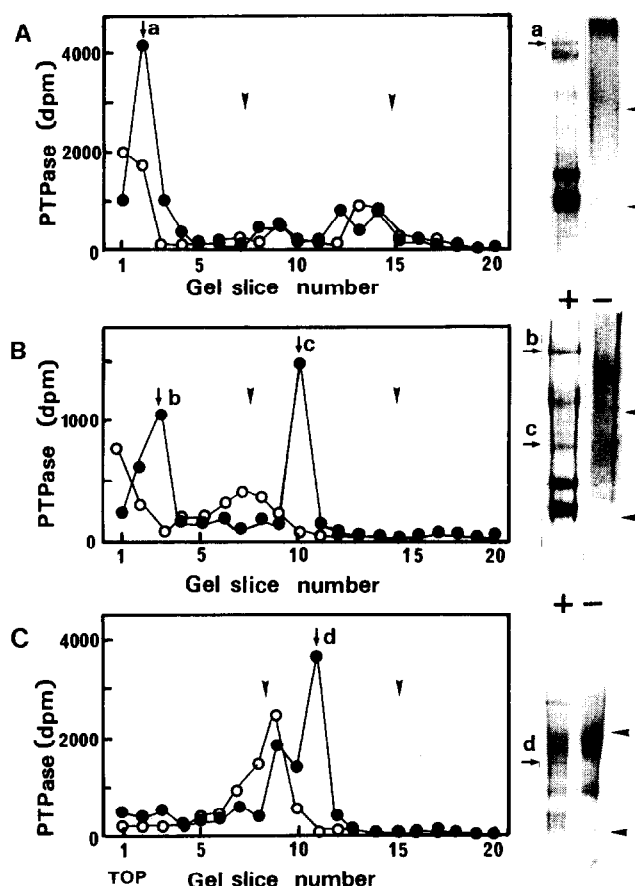 A
PTPase (dpm)
4000
2000
0
a
1 5 10 15 20
Gel slice number
a
+ −
B
PTPase (dpm)
1000
0
b
c
1 5 10 15 20
Gel slice number
b
c
+ −
C
PTPase (dpm)
4000
2000
0
d
1 5 10 15 20
TOP Gel slice number
d